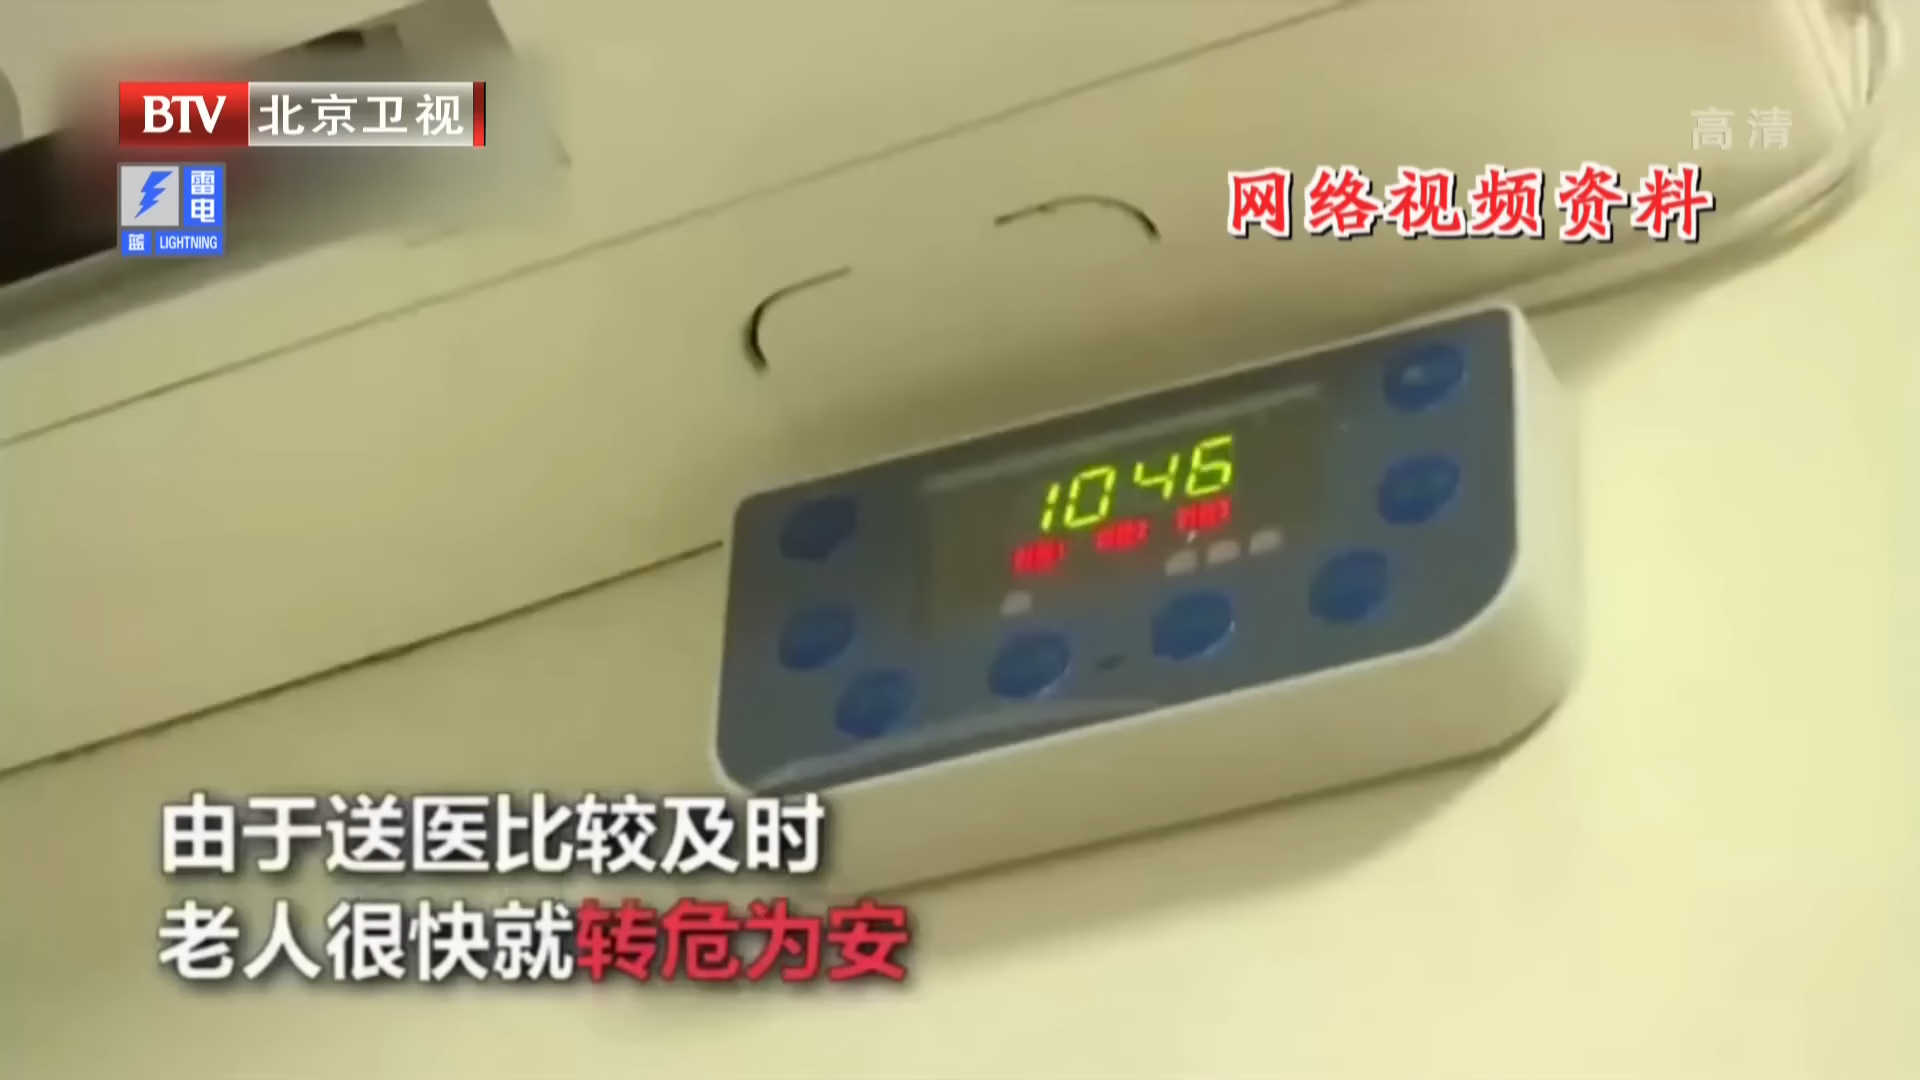 BTV 北京卫视
高清
雷电
蓝 LIGHTNING
网络视频资料
10 46
由于送医比较及时
老人很快就转危为安